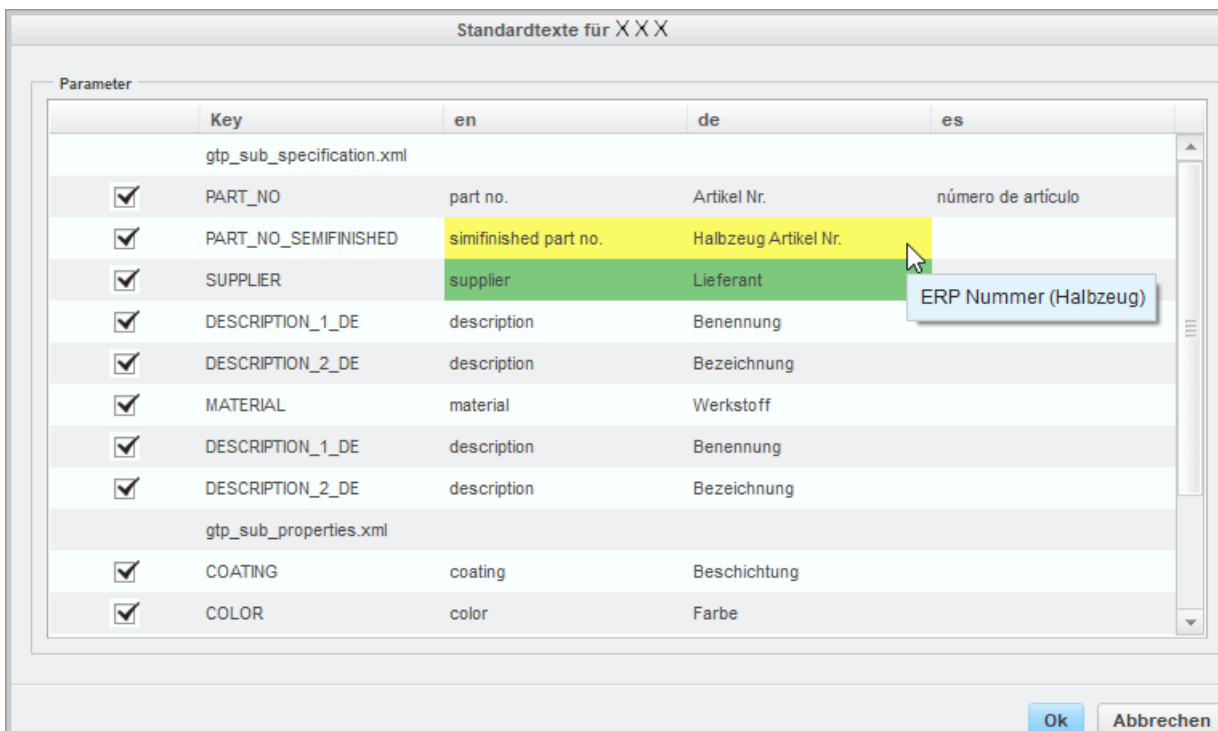 Standardtexte für X X X
Parameter
Key en de es
gtp_sub_specification.xml
PART_NO part no. Artikel Nr. número de artículo
PART_NO_SEMIFINISHED simifinished part no. Halbzeug Artikel Nr.
SUPPLIER supplier Lieferant
ERP Nummer (Halbzeug)
DESCRIPTION_1_DE description Benennung
DESCRIPTION_2_DE description Bezeichnung
MATERIAL material Werkstoff
DESCRIPTION_1_DE description Benennung
DESCRIPTION_2_DE description Bezeichnung
gtp_sub_properties.xml
COATING coating Beschichtung
COLOR color Farbe
Ok Abbrechen